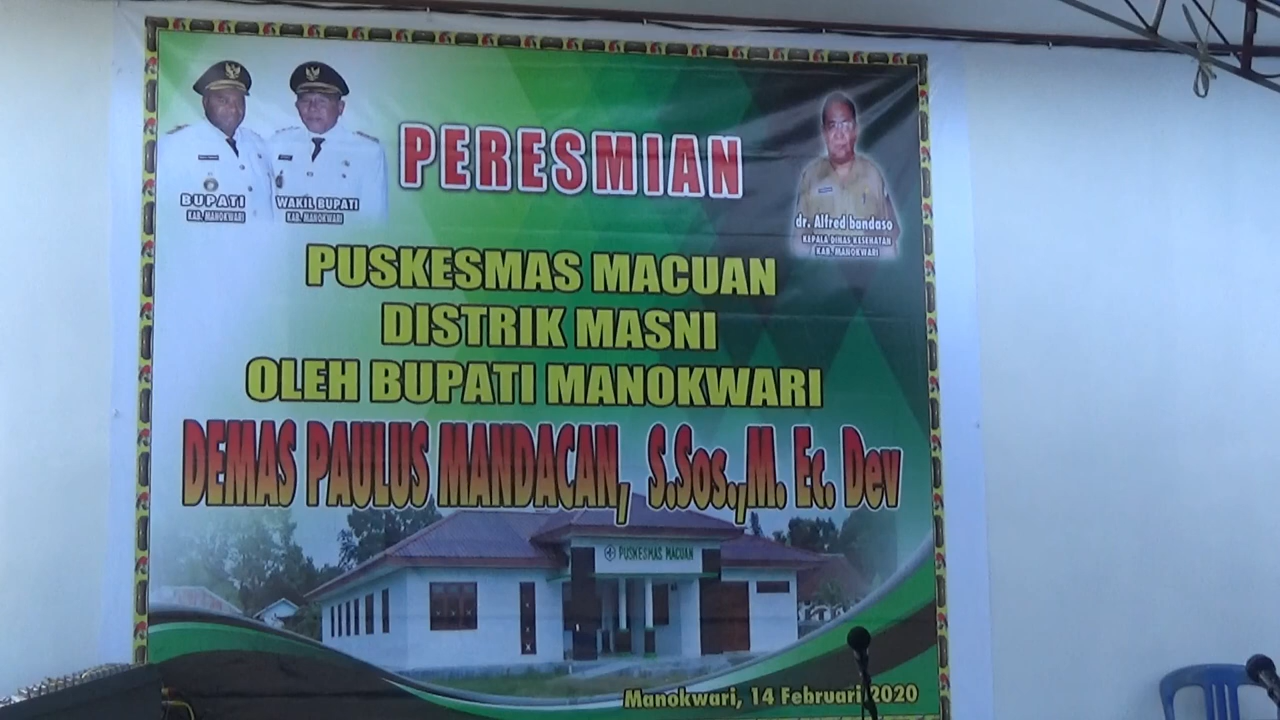 PERESMIAN
BUPATI
KAB. MANOKWARI
WAKIL BUPATI
KAB. MANOKWARI
dr. Alfred bandaso
KEPALA DINAS KESEHATAN
KAB. MANOKWARI
PUSKESMAS MACUAN
DISTRIK MASNI
OLEH BUPATI MANOKWARI
DEMAS PAULUS MANDACAN, S.Sos.,M. Ec. Dev
PUSKESMAS MACUAN
Manokwari, 14 Februari 2020